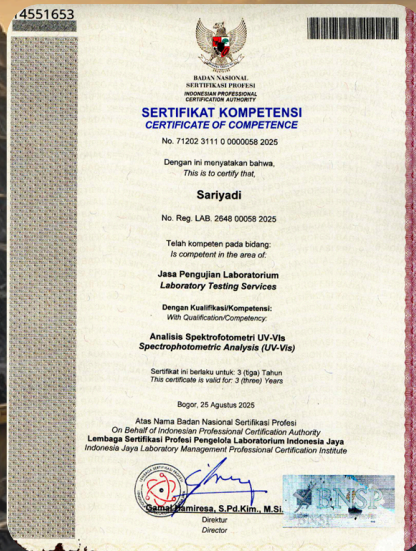 14551653
BADAN NASIONAL
SERTIFIKASI PROFESI
INDONESIAN PROFESSIONAL
CERTIFICATION AUTHORITY
SERTIFIKAT KOMPETENSI
CERTIFICATE OF COMPETENCE
No. 71202 3111 0 0000058 2025
Dengan ini menyatakan bahwa,
This is to certify that,
Sariyadi
No. Reg. LAB. 2648 00058 2025
Telah kompeten pada bidang:
Is competent in the area of:
Jasa Pengujian Laboratorium
Laboratory Testing Services
Dengan Kualifikasi/Kompetensi:
With Qualification/Competency:
Analisis Spektrofotometri UV-VIs
Spectrophotometric Analysis (UV-Vis)
Sertifikat ini berlaku untuk: 3 (tiga) Tahun
This certificate is valid for: 3 (three) Years
Bogor, 25 Agustus 2025
Atas Nama Badan Nasional Sertifikasi Profesi
On Behalf of Indonesian Professional Certification Authority
Lembaga Sertifikasi Profesi Pengelola Laboratorium Indonesia Jaya
Indonesia Jaya Laboratory Management Professional Certification Institute
BNSP
Gamal Damiresa, S.Pd.Kim., M.Si.
Direktur
Director